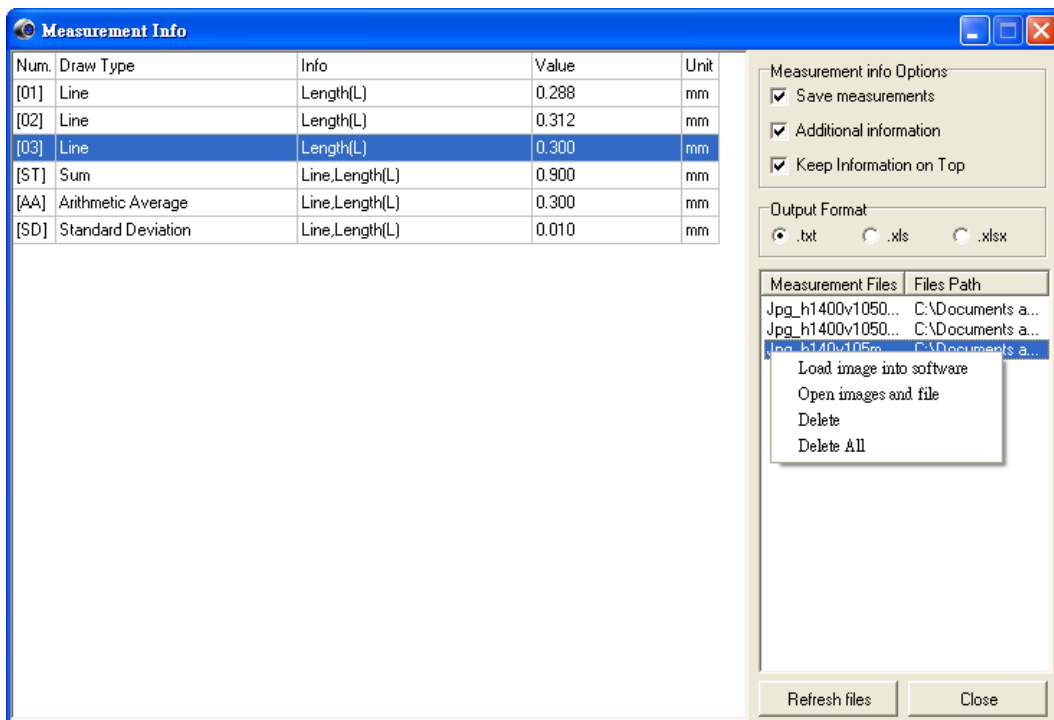 Measurement Info
Num. Draw Type Info Value Unit
[01] Line Length(L) 0.288 mm
[02] Line Length(L) 0.312 mm
[03] Line Length(L) 0.300 mm
[ST] Sum Line,Length(L) 0.900 mm
[AA] Arithmetic Average Line,Length(L) 0.300 mm
[SD] Standard Deviation Line,Length(L) 0.010 mm
Measurement info Options
Save measurements
Additional information
Keep Information on Top
Output Format
.txt .xls .xlsx
Measurement Files Files Path
Jpg_h1400v1050... C:\Documents a...
Jpg_h1400v1050... C:\Documents a...
Jpg_h140v105m... C:\Documents a...
Load image into software
Open images and file
Delete
Delete All
Refresh files Close